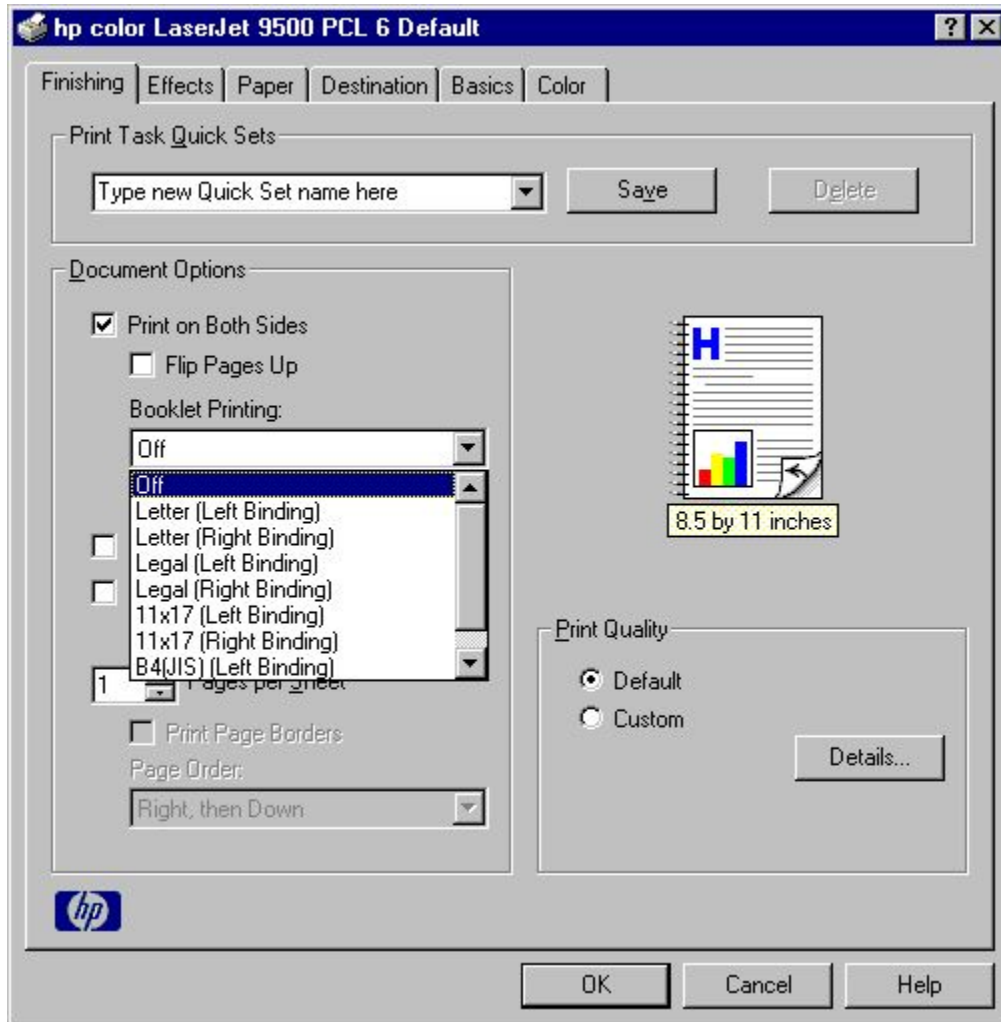 hp color LaserJet 9500 PCL 6 Default
Finishing Effects Paper Destination Basics Color
Print Task Quick Sets
Type new Quick Set name here Save Delete
Document Options
Print on Both Sides
Flip Pages Up
Booklet Printing:
Off
Off
Letter (Left Binding)
Letter (Right Binding)
Legal (Left Binding)
Legal (Right Binding)
11x17 (Left Binding)
11x17 (Right Binding)
B4(JIS) (Left Binding)
1 Pages per Sheet
Print Page Borders
Page Order:
Right, then Down
H
8.5 by 11 inches
Print Quality
Default
Custom
Details...
hp
OK Cancel Help